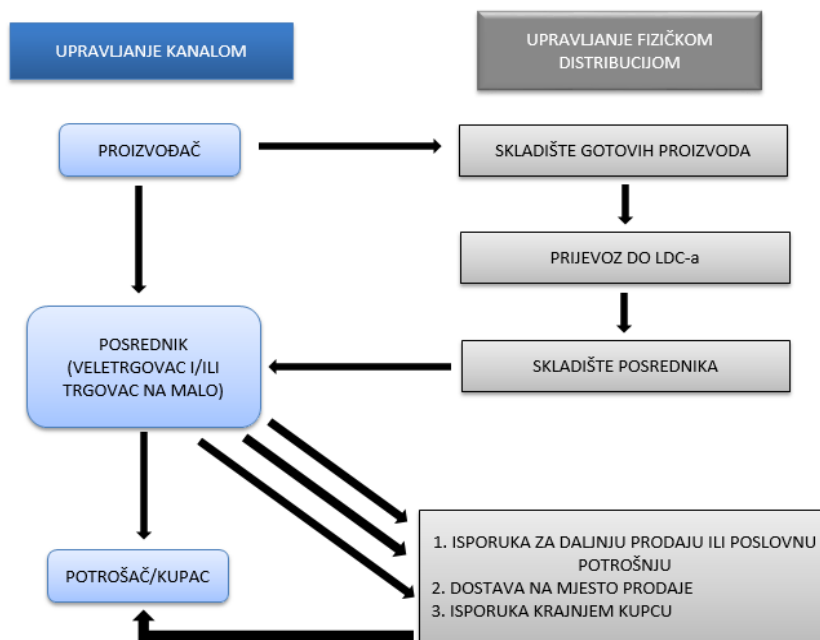 UPRAVLJANJE KANALOM
UPRAVLJANJE FIZIČKOM
DISTRIBUCIJOM
PROIZVOĐAČ
SKLADIŠTE GOTOVIH PROIZVODA
PRIJEVOZ DO LDC-a
POSREDNIK
(VELETRGOVAC I/ILI
TRGOVAC NA MALO)
SKLADIŠTE POSREDNIKA
1. ISPORUKA ZA DALJNJU PRODAJU ILI POSLOVNU
POTROŠNJU
2. DOSTAVA NA MJESTO PRODAJE
3. ISPORUKA KRAJNJEM KUPCU
POTROŠAČ/KUPAC